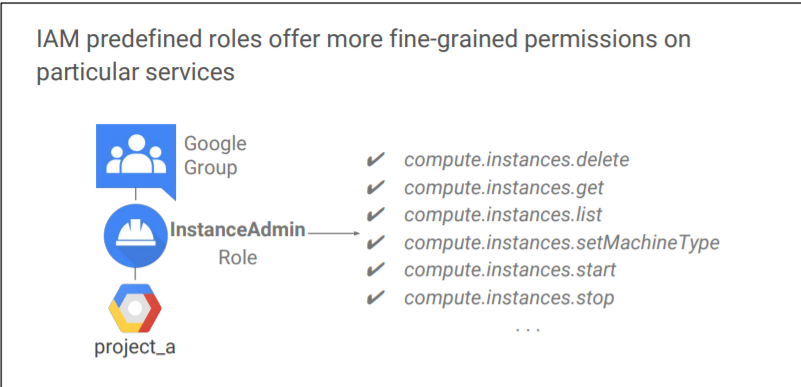 IAM predefined roles offer more fine-grained permissions on
particular services
Google
Group
InstanceAdmin
Role
project_a
✔ compute.instances.delete
✔ compute.instances.get
✔ compute.instances.list
✔ compute.instances.setMachineType
✔ compute.instances.start
✔ compute.instances.stop
. . .